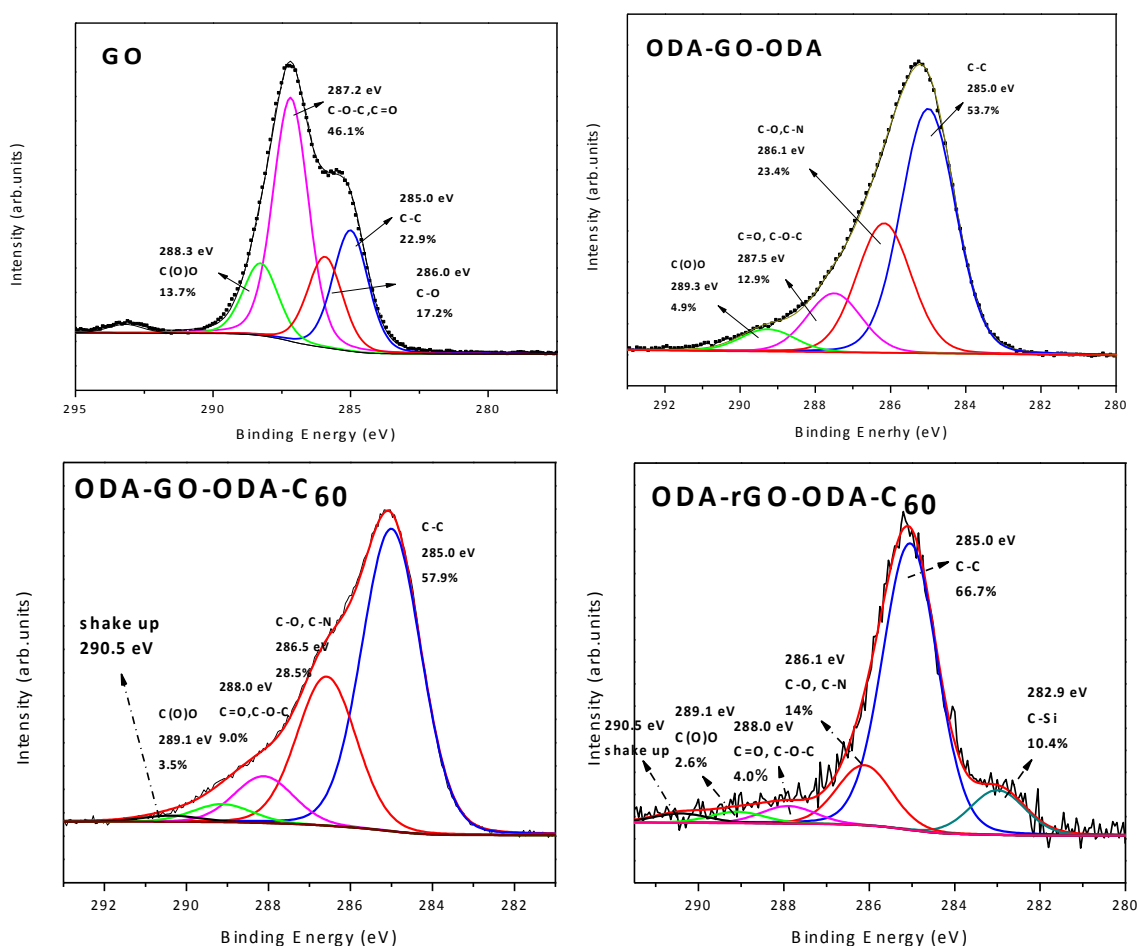 GO
287.2 eV
C-O-C,C=O
46.1%
285.0 eV
C-C
22.9%
288.3 eV
C(O)O
13.7%
286.0 eV
C-O
17.2%
Intensity (arb.units)
295
290
285
280
Binding Energy (eV)
ODA-GO-ODA
C-C
285.0 eV
53.7%
C-O,C-N
286.1 eV
23.4%
C=O, C-O-C
287.5 eV
12.9%
C(O)O
289.3 eV
4.9%
Intensity (arb.units)
292
290
288
286
284
282
280
Binding Enerhy (eV)
ODA-GO-ODA-C60
C-C
285.0 eV
57.9%
C-O, C-N
286.5 eV
28.5%
288.0 eV
C=O,C-O-C
9.0%
C(O)O
289.1 eV
3.5%
shake up
290.5 eV
Intensity (arb.units)
292
290
288
286
284
282
Binding Energy (eV)
ODA-rGO-ODA-C60
285.0 eV
C-C
66.7%
286.1 eV
C-O, C-N
14%
282.9 eV
C-Si
10.4%
288.0 eV
C=O, C-O-C
4.0%
289.1 eV
C(O)O
2.6%
290.5 eV
shake up
Intensity (arb.units)
290
288
286
284
282
280
Binding Energy (eV)